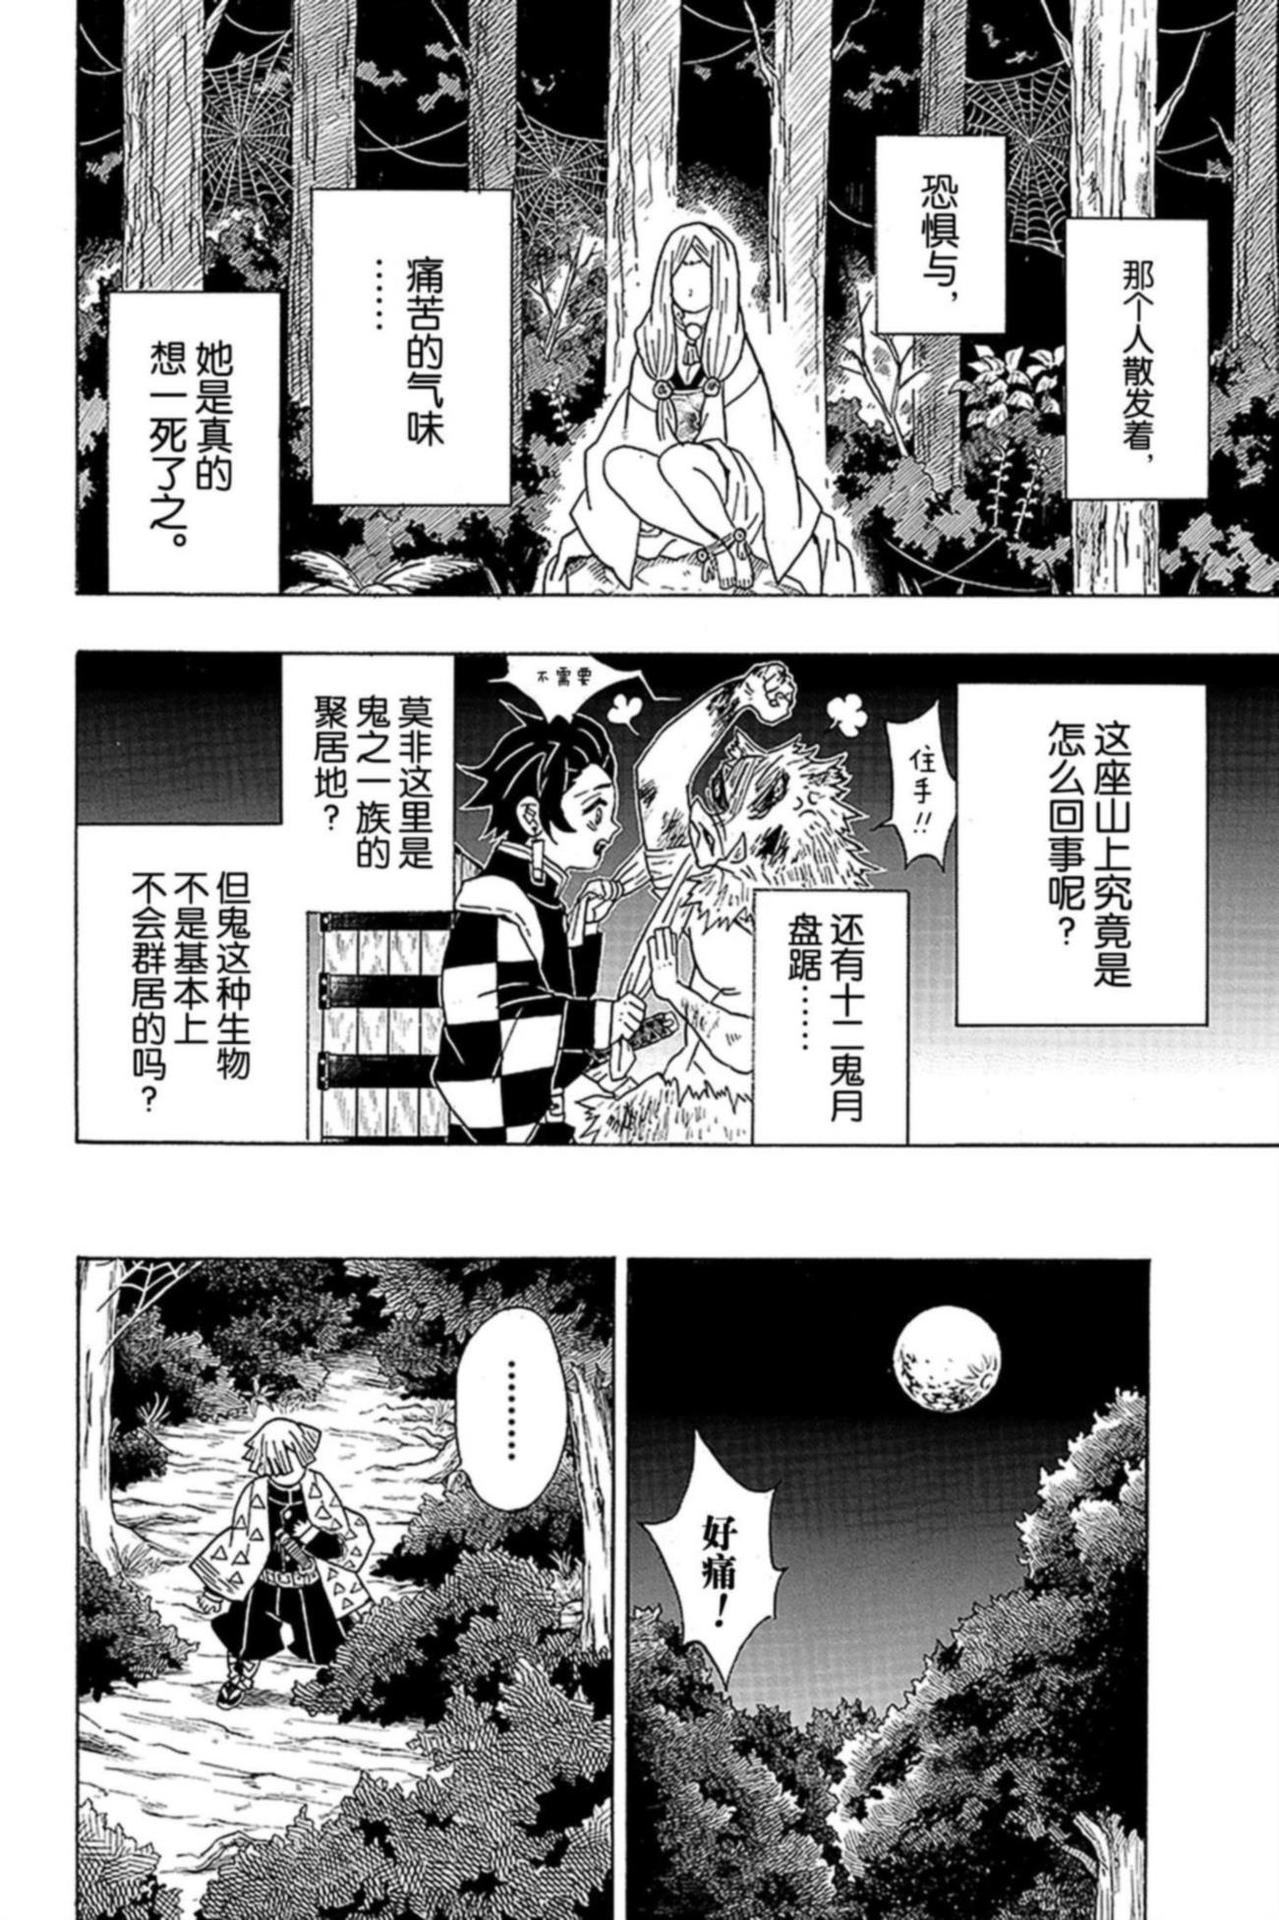 那个人散发着，
恐惧与，
痛苦的气味
……
她是真的
想一死了之。
这座山上究竟是
怎么回事呢？
住手！！
还有十二鬼月
盘踞……
不需要
莫非这里是
鬼之一族的
聚居地？
但鬼这种生物
不是基本上
不会群居的吗？
好痛！
………